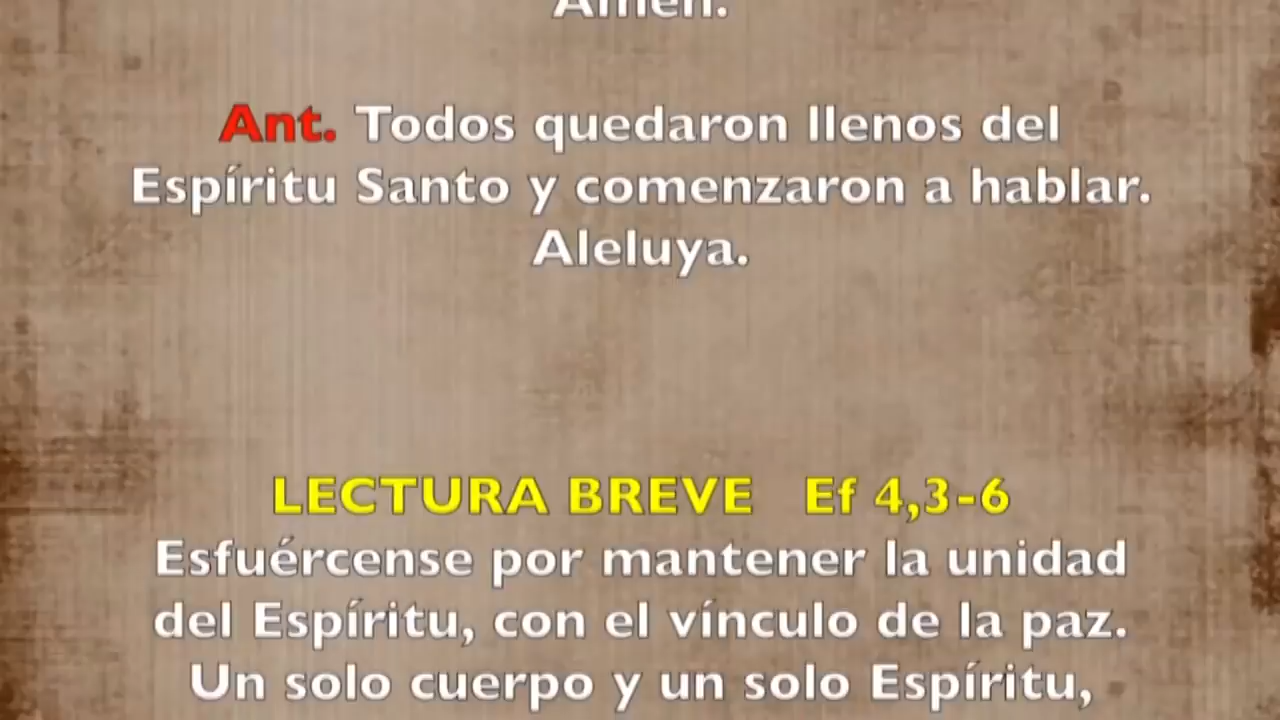 Amén.
Ant. Todos quedaron llenos del
Espíritu Santo y comenzaron a hablar.
Aleluya.
LECTURA BREVE Ef 4,3-6
Esfuércense por mantener la unidad
del Espíritu, con el vínculo de la paz.
Un solo cuerpo y un solo Espíritu,